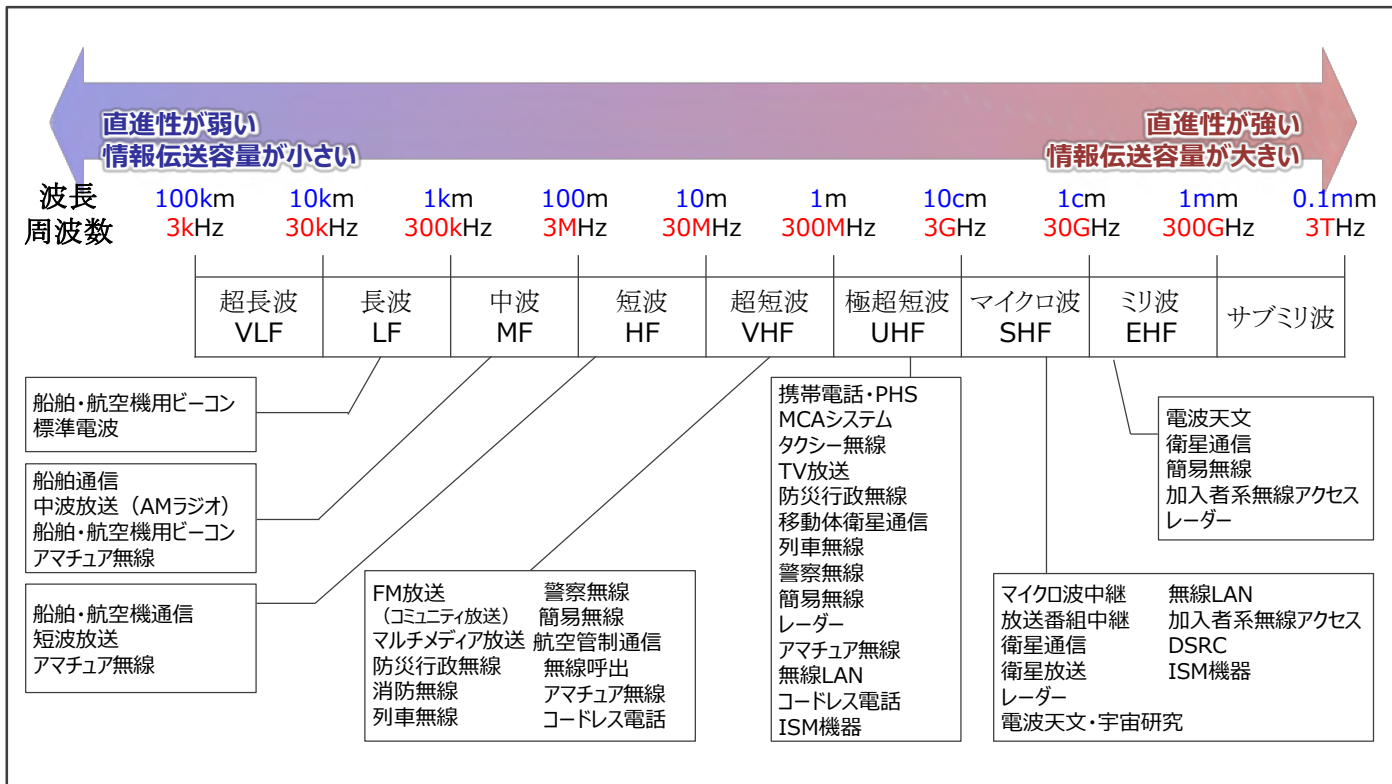 直進性が弱い
情報伝送容量が小さい
直進性が強い
情報伝送容量が大きい
波長 100km 10km 1km 100m 10m 1m 10cm 1cm 1mm 0.1mm
周波数 3kHz 30kHz 300kHz 3MHz 30MHz 300MHz 3GHz 30GHz 300GHz 3THz
超長波 長波 中波 短波 超短波 極超短波 マイクロ波 ミリ波 サブミリ波
VLF LF MF HF VHF UHF SHF EHF
船舶・航空機用ビーコン
標準電波
船舶通信
中波放送（AMラジオ）
船舶・航空機用ビーコン
アマチュア無線
船舶・航空機通信
短波放送
アマチュア無線
FM放送
（コミュニティ放送）
マルチメディア放送
防災行政無線
消防無線
列車無線
警察無線
簡易無線
航空管制通信
無線呼出
アマチュア無線
コードレス電話
携帯電話・PHS
MCAシステム
タクシー無線
TV放送
防災行政無線
移動体衛星通信
列車無線
警察無線
簡易無線
レーダー
アマチュア無線
無線LAN
コードレス電話
ISM機器
マイクロ波中継
放送番組中継
衛星通信
衛星放送
レーダー
電波天文・宇宙研究
無線LAN
加入者系無線アクセス
DSRC
ISM機器
電波天文
衛星通信
簡易無線
加入者系無線アクセス
レーダー